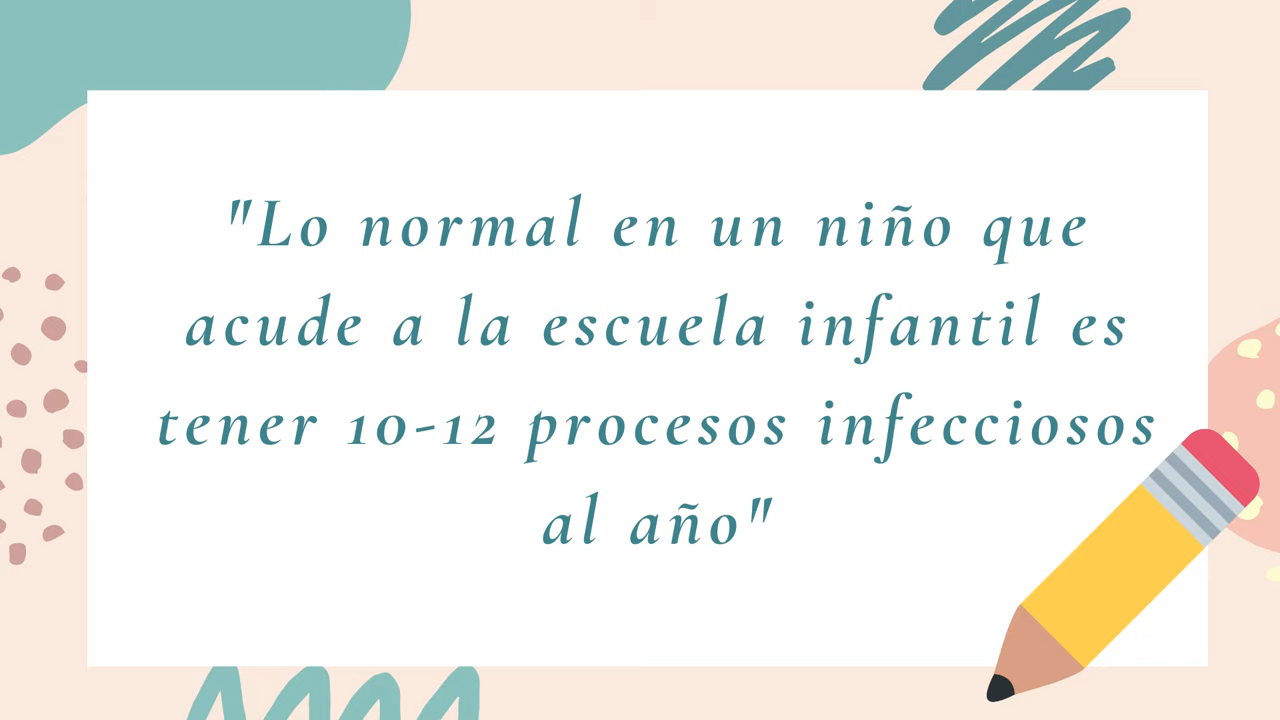 "Lo normal en un niño que
acude a la escuela infantil es
tener 10-12 procesos infecciosos
al año"